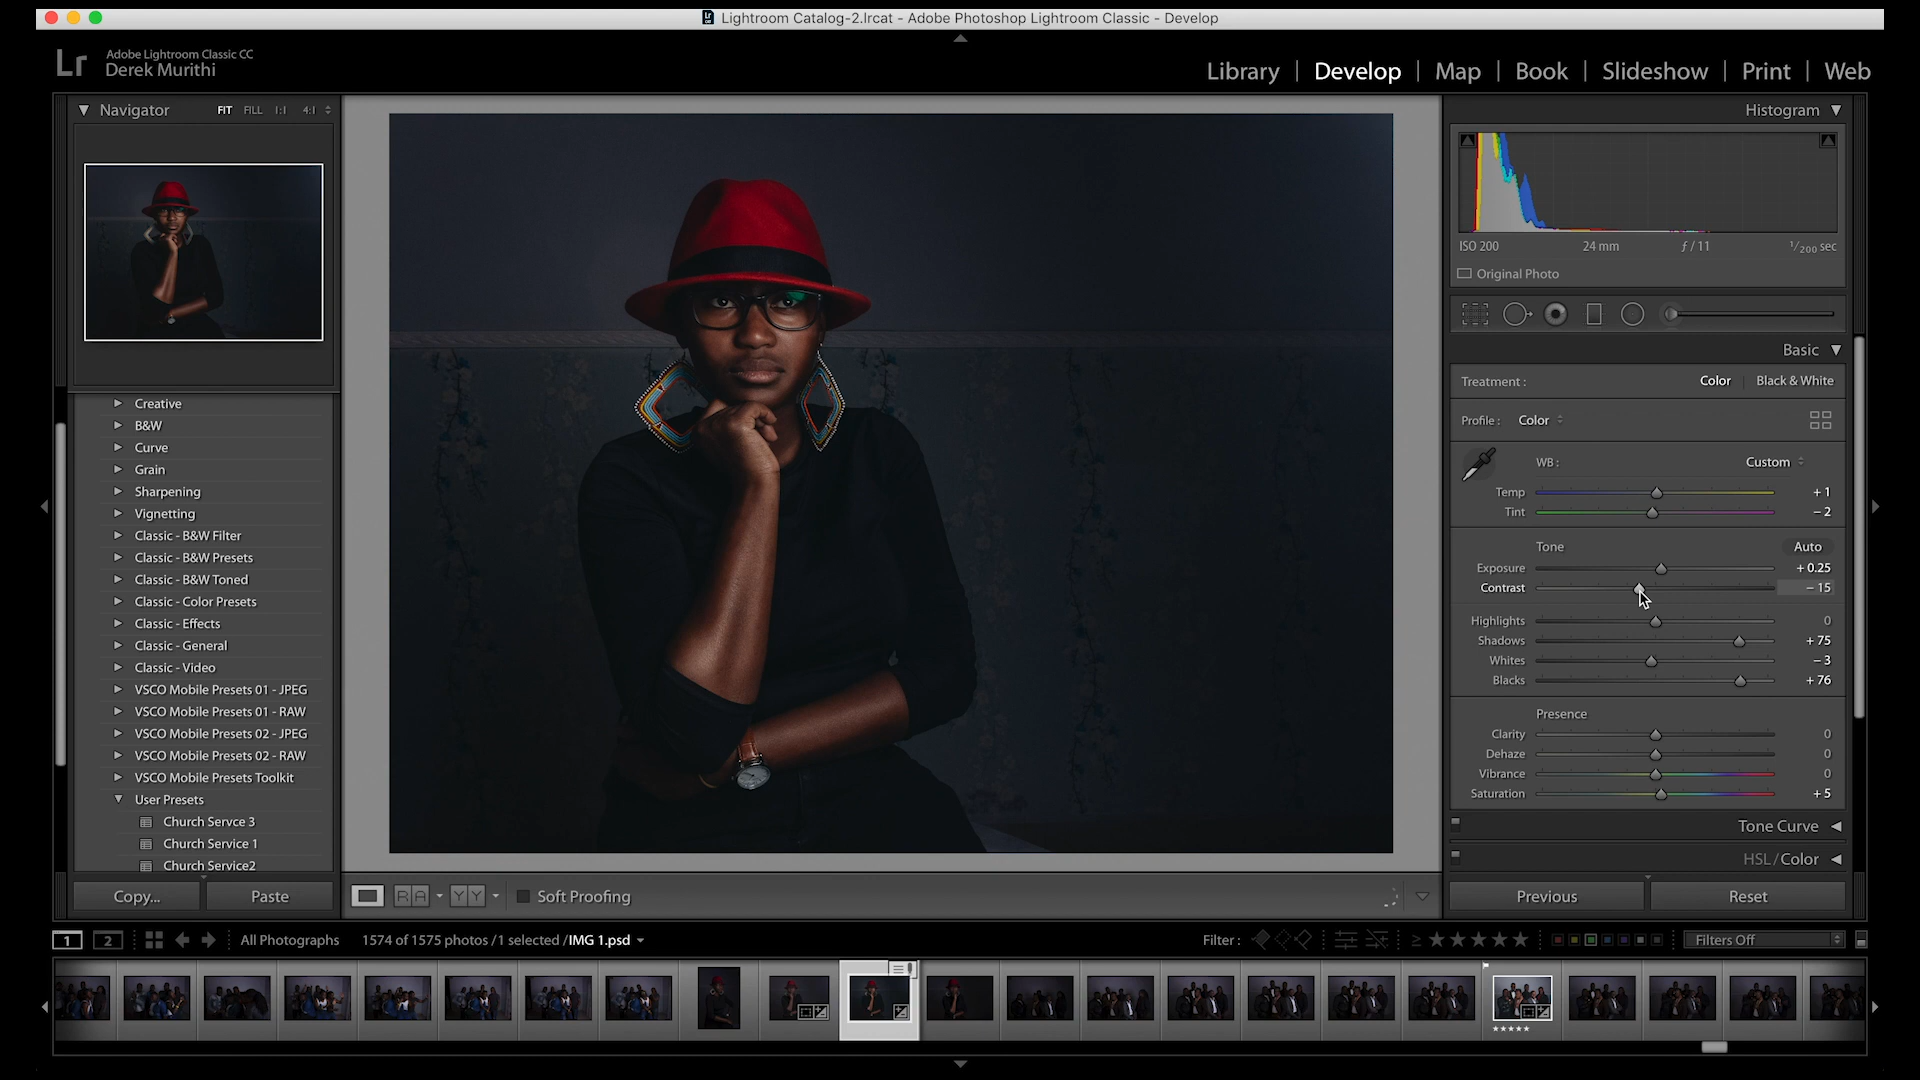 Lightroom Catalog-2.lrcat - Adobe Photoshop Lightroom Classic - Develop
Lr
Adobe Lightroom Classic CC
Derek Murithi
Library | Develop | Map | Book | Slideshow | Print | Web
Navigator FIT FILL 1:1 4:1
Creative
B&W
Curve
Grain
Sharpening
Vignetting
Classic - B&W Filter
Classic - B&W Presets
Classic - B&W Toned
Classic - Color Presets
Classic - Effects
Classic - General
Classic - Video
VSCO Mobile Presets 01 - JPEG
VSCO Mobile Presets 01 - RAW
VSCO Mobile Presets 02 - JPEG
VSCO Mobile Presets 02 - RAW
VSCO Mobile Presets Toolkit
User Presets
Church Servce 3
Church Service 1
Church Service2
Copy... Paste
Soft Proofing
Histogram
ISO 200 24 mm ƒ / 11 1/200 sec
Original Photo
Basic
Treatment : Color Black & White
Profile : Color
WB : Custom
Temp + 1
Tint − 2
Tone Auto
Exposure + 0.25
Contrast − 15
Highlights 0
Shadows + 75
Whites − 3
Blacks + 76
Presence
Clarity 0
Dehaze 0
Vibrance 0
Saturation + 5
Tone Curve
HSL / Color
Previous Reset
1 2 All Photographs 1574 of 1575 photos /1 selected /IMG 1.psd Filter : ≥ ★★★★★ Filters Off
★★★★★